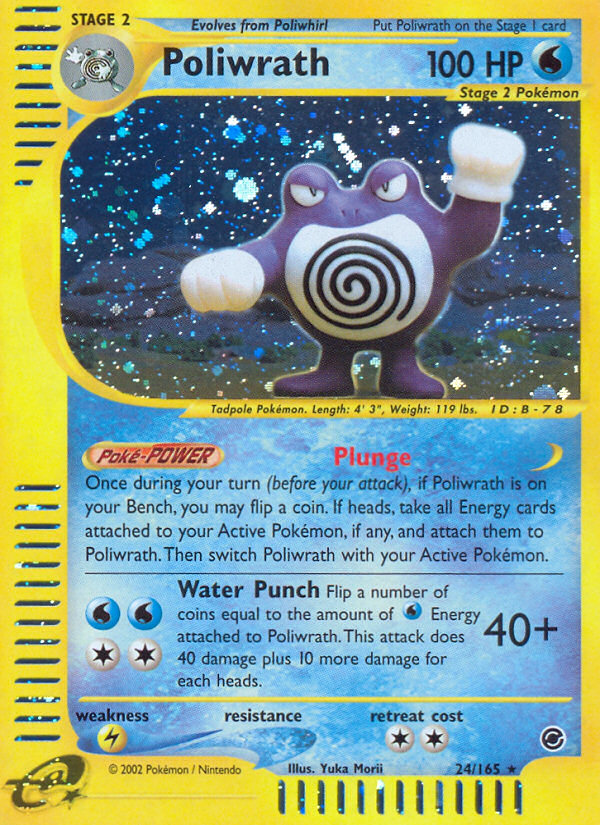 STAGE 2
Evolves from Poliwhirl
Put Poliwrath on the Stage 1 card
Poliwrath
100 HP
Stage 2 Pokémon
Tadpole Pokémon. Length: 4' 3", Weight: 119 lbs. ID:B-78
Poké-POWER
Plunge
Once during your turn (before your attack), if Poliwrath is on
your Bench, you may flip a coin. If heads, take all Energy cards
attached to your Active Pokémon, if any, and attach them to
Poliwrath. Then switch Poliwrath with your Active Pokémon.
Water Punch Flip a number of
coins equal to the amount of Energy
attached to Poliwrath. This attack does
40 damage plus 10 more damage for
each heads.
40+
weakness
resistance
retreat cost
© 2002 Pokémon / Nintendo
Illus. Yuka Morii
24/165 ★